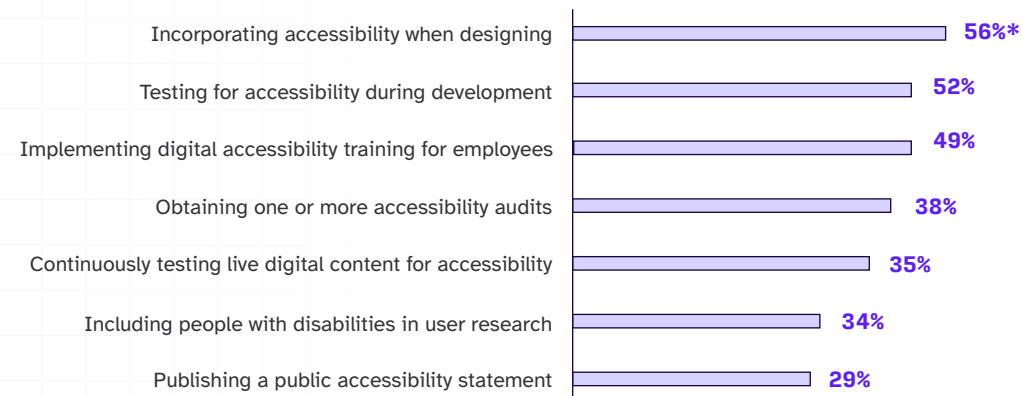 Incorporating accessibility when designing 56%*
Testing for accessibility during development 52%
Implementing digital accessibility training for employees 49%
Obtaining one or more accessibility audits 38%
Continuously testing live digital content for accessibility 35%
Including people with disabilities in user research 34%
Publishing a public accessibility statement 29%